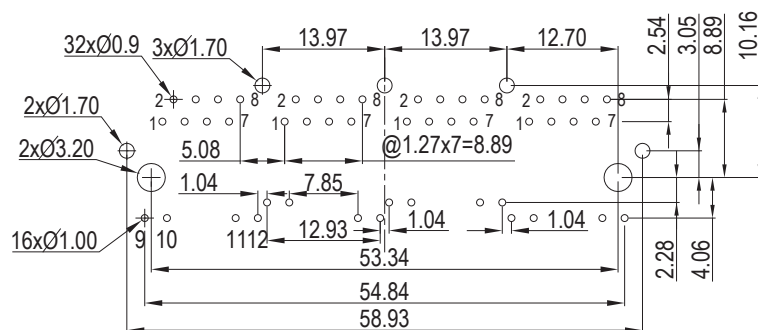 13.97 13.97 12.70
2.54
3.05
8.89
10.16
32xØ0.9 3xØ1.70
2 8 2 8 2 8 2 8
2xØ1.70
1 7 1 7 1 7 1 7
5.08 @1.27x7=8.89
2xØ3.20
1.04 7.85
16xØ1.00 9 10 1112 12.93 1.04 1.04
2.28
4.06
53.34
54.84
58.93